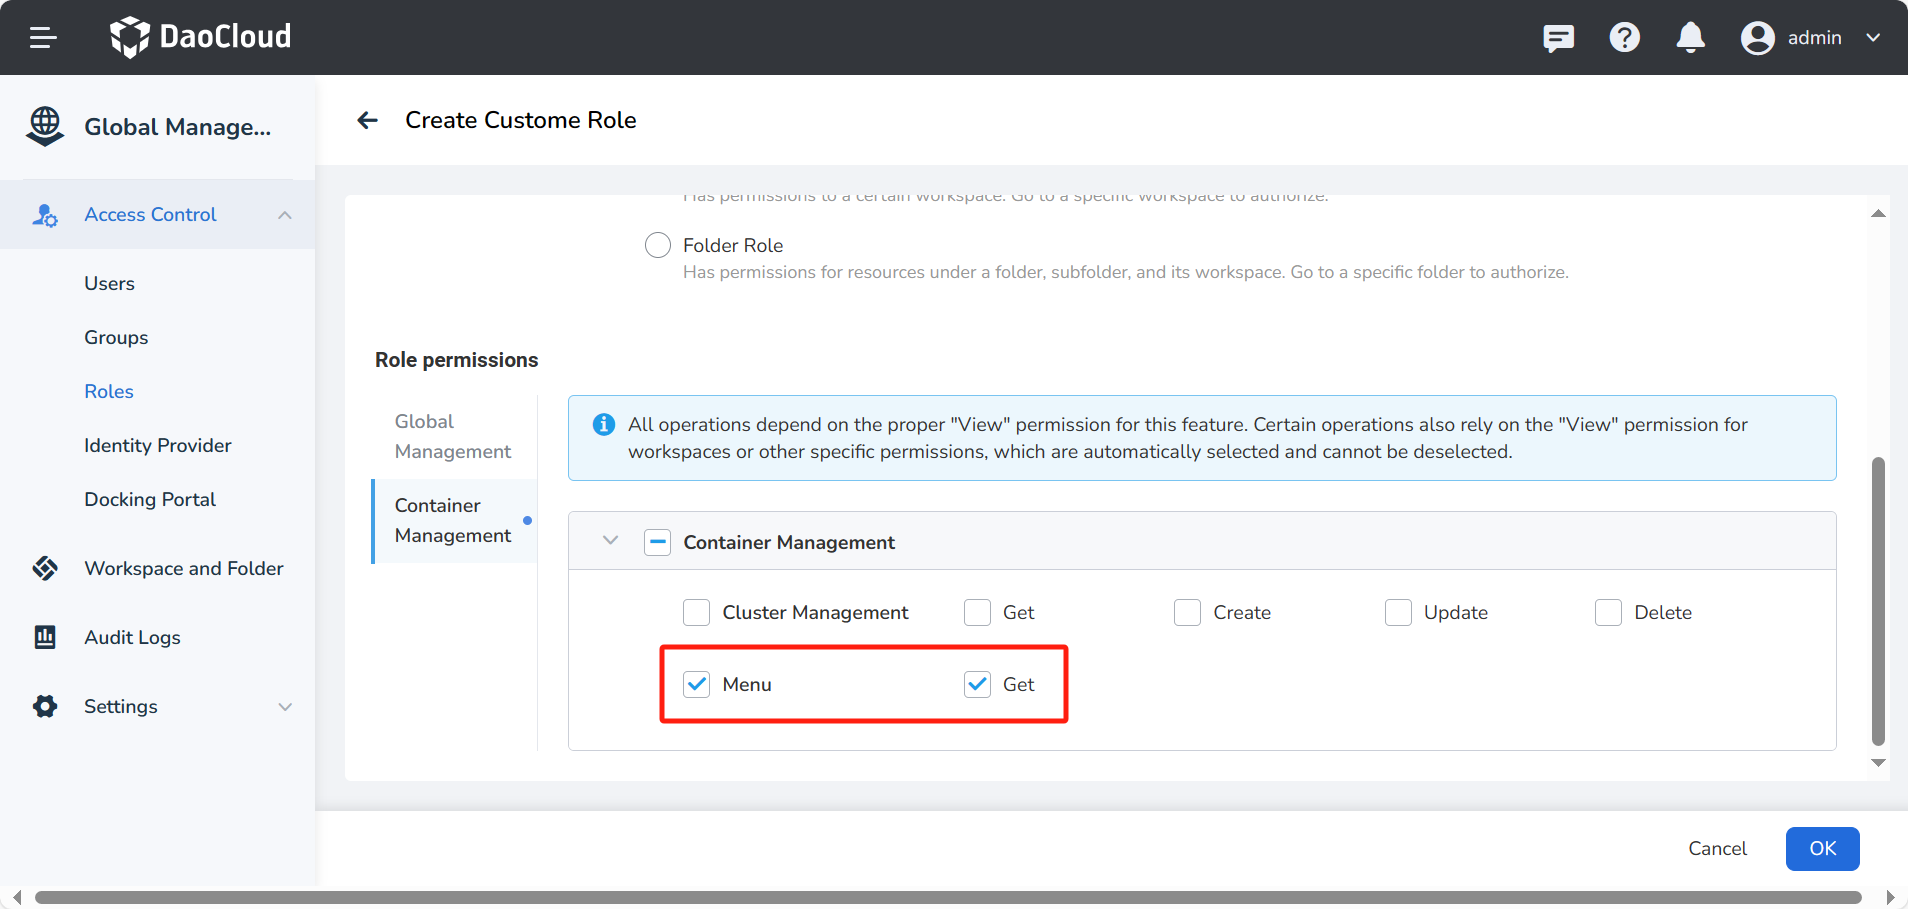 DaoCloud
admin
Global Manage...
Create Custome Role
Access Control
Users
Groups
Roles
Identity Provider
Docking Portal
Workspace and Folder
Audit Logs
Settings
Has permissions to a certain workspace. Go to a specific workspace to authorize.
Folder Role
Has permissions for resources under a folder, subfolder, and its workspace. Go to a specific folder to authorize.
Role permissions
Global
Management
Container
Management
All operations depend on the proper "View" permission for this feature. Certain operations also rely on the "View" permission for
workspaces or other specific permissions, which are automatically selected and cannot be deselected.
Container Management
Cluster Management Get Create Update Delete
Menu Get
Cancel OK